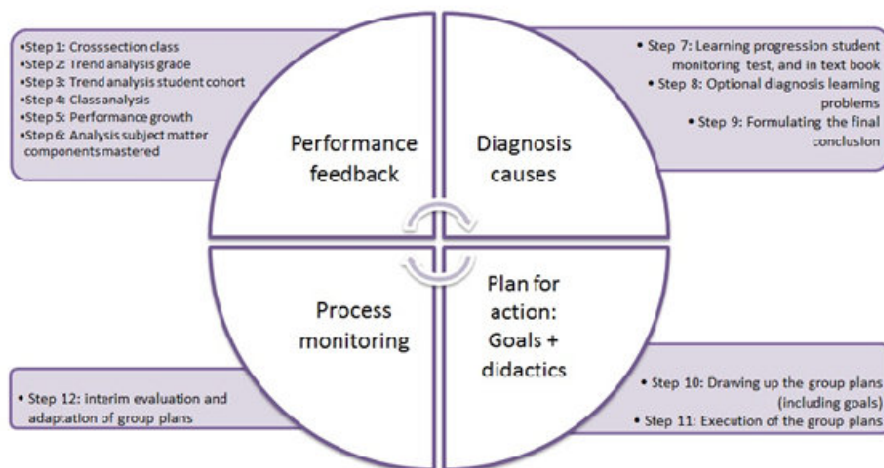 •Step 1: Crosssection class
•Step 2: Trend analysis grade
•Step 3: Trend analysis student cohort
•Step 4: Classanalysis
•Step 5: Performance growth
•Step 6: Analysis subject matter
components mastered
Performance
feedback
Diagnosis
causes
• Step 7: Learning progression student
monitoring test, and in text book
• Step 8: Optional diagnosis learning
problems
• Step 9: Formulating the final
conclusion
Process
monitoring
Plan for
action:
Goals +
didactics
• Step 12: interim evaluation and
adaptation of group plans
• Step 10: Drawing up the group plans
(including goals)
• Step 11: Execution of the group plans